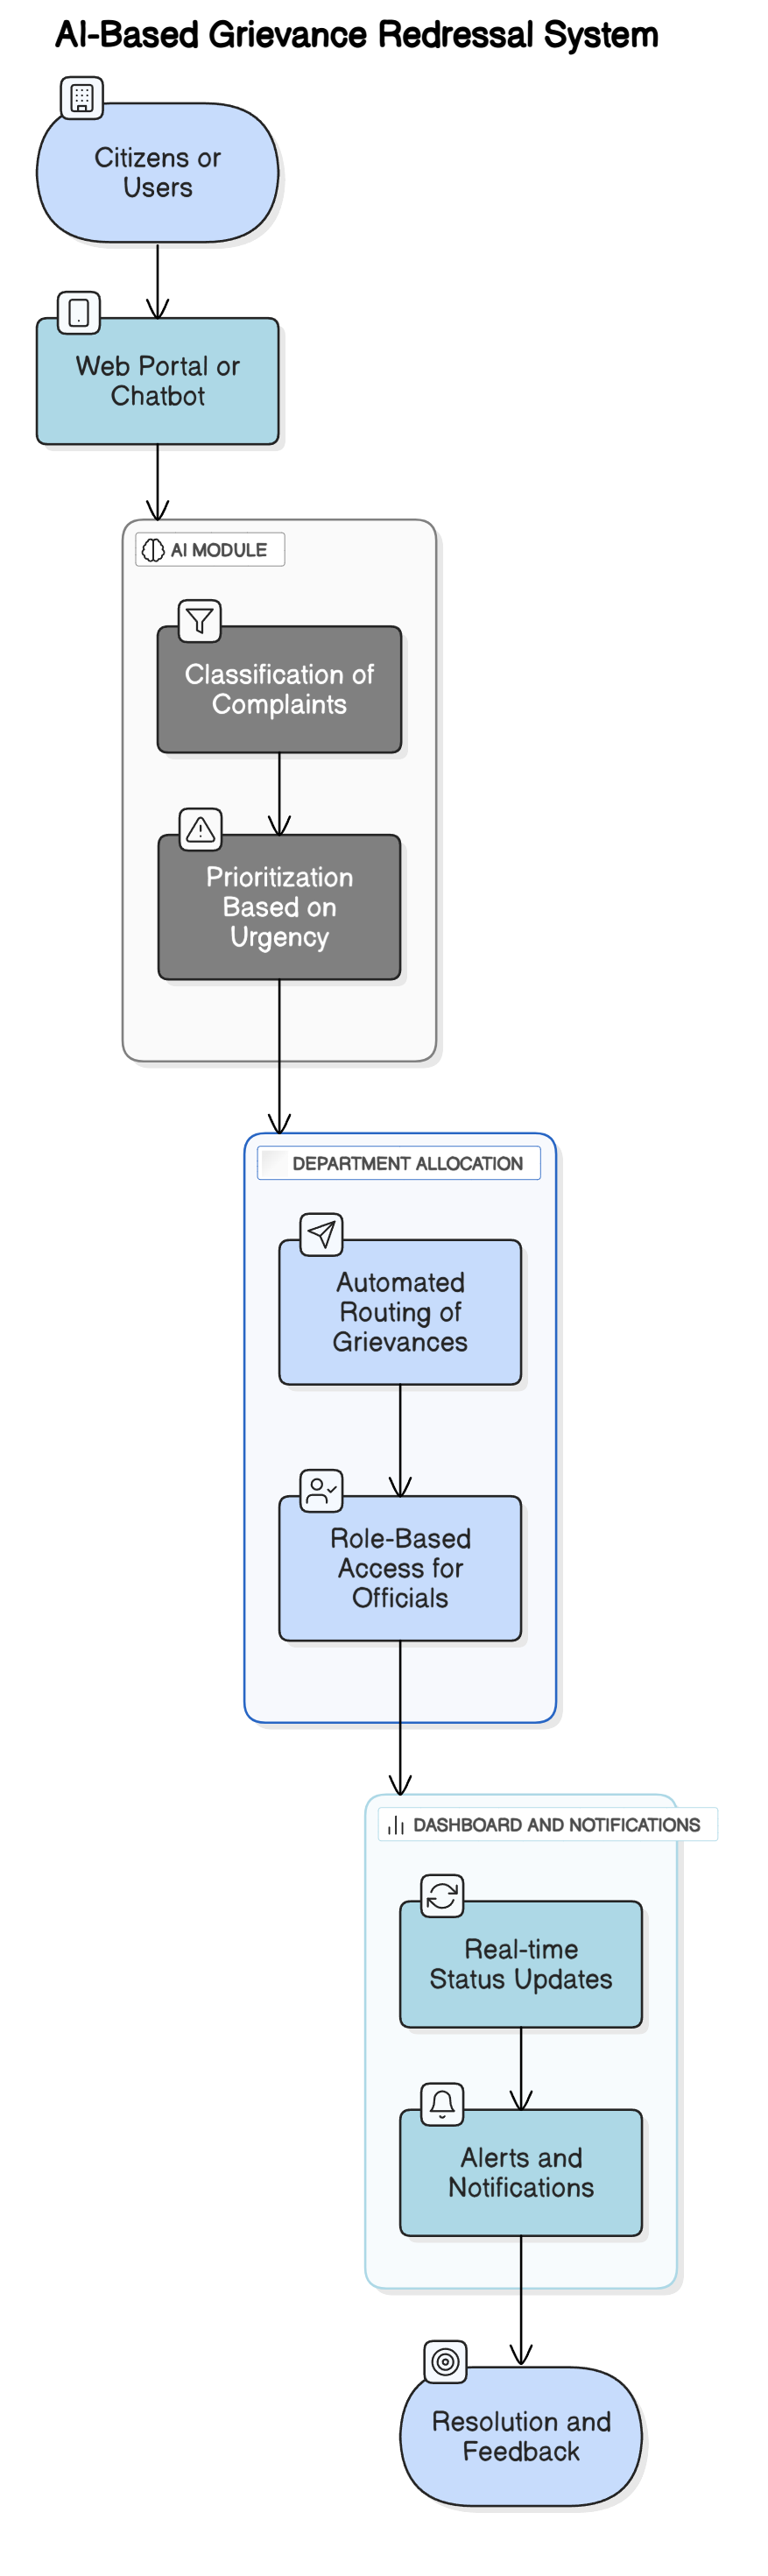 AI-Based Grievance Redressal System
Citizens or
Users
Web Portal or
Chatbot
AI MODULE
Classification of
Complaints
Prioritization
Based on
Urgency
DEPARTMENT ALLOCATION
Automated
Routing of
Grievances
Role-Based
Access for
Officials
DASHBOARD AND NOTIFICATIONS
Real-time
Status Updates
Alerts and
Notifications
Resolution and
Feedback